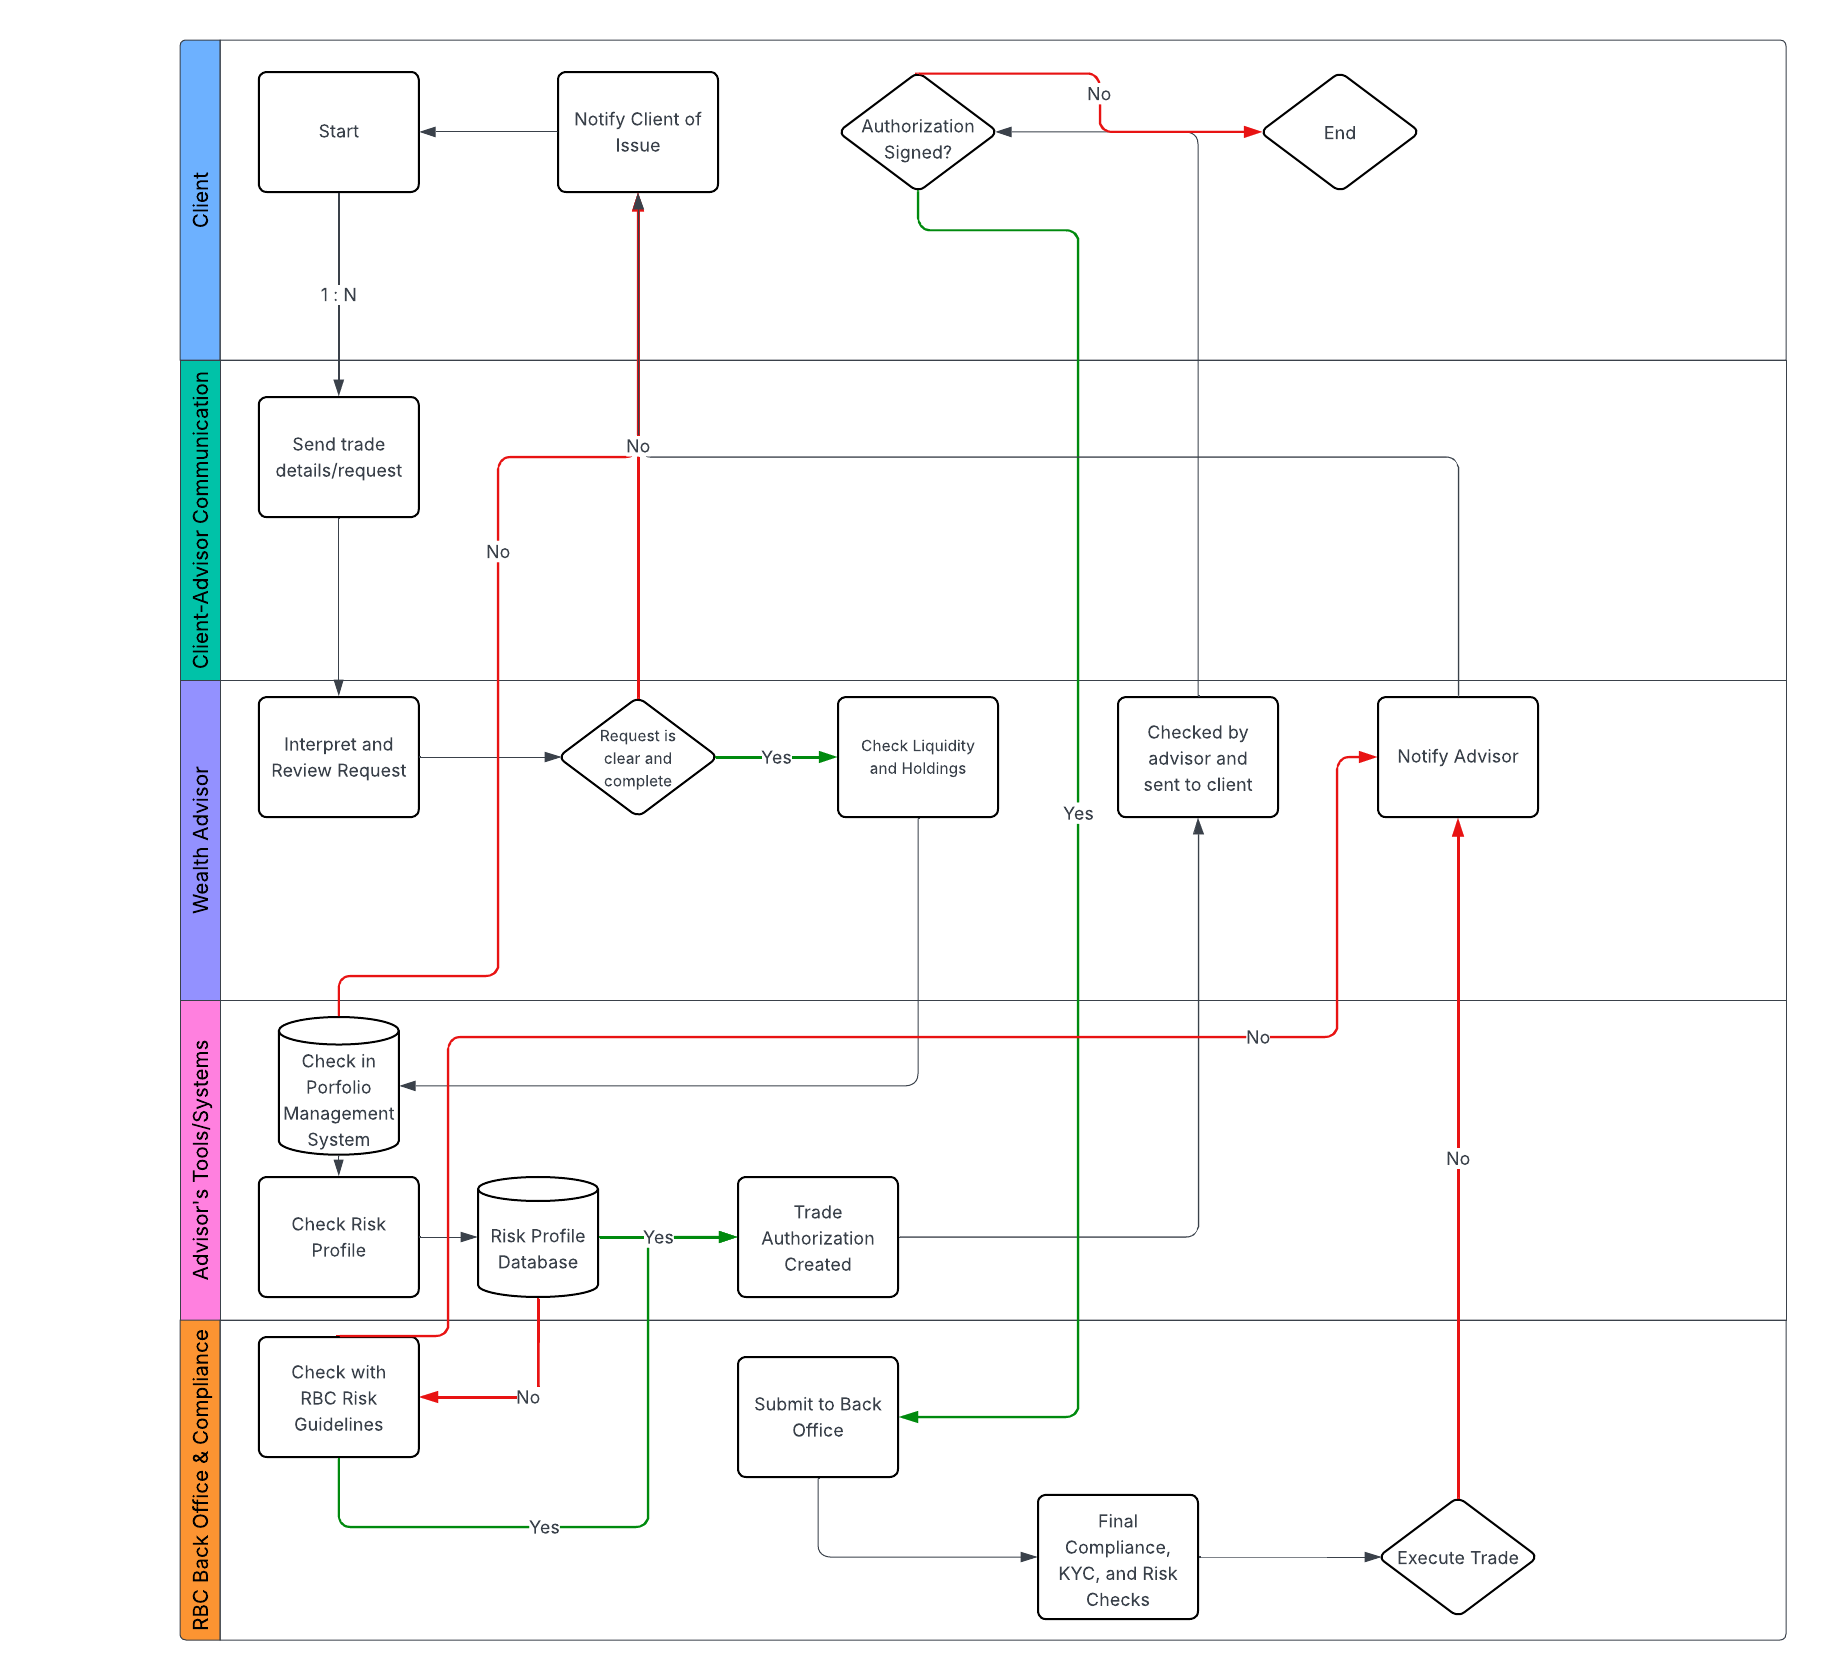 Client
Start
Notify Client of
Issue
Authorization
Signed?
No
End
1 : N
Yes
Client-Advisor Communication
Send trade
details/request
No
No
Wealth Advisor
Interpret and
Review Request
Request is
clear and
complete
Yes
Check Liquidity
and Holdings
Checked by
advisor and
sent to client
Notify Advisor
Advisor's Tools/Systems
Check in
Porfolio
Management
System
No
Check Risk
Profile
Risk Profile
Database
Yes
Trade
Authorization
Created
No
RBC Back Office & Compliance
Check with
RBC Risk
Guidelines
No
Yes
Submit to Back
Office
Final
Compliance,
KYC, and Risk
Checks
Execute Trade